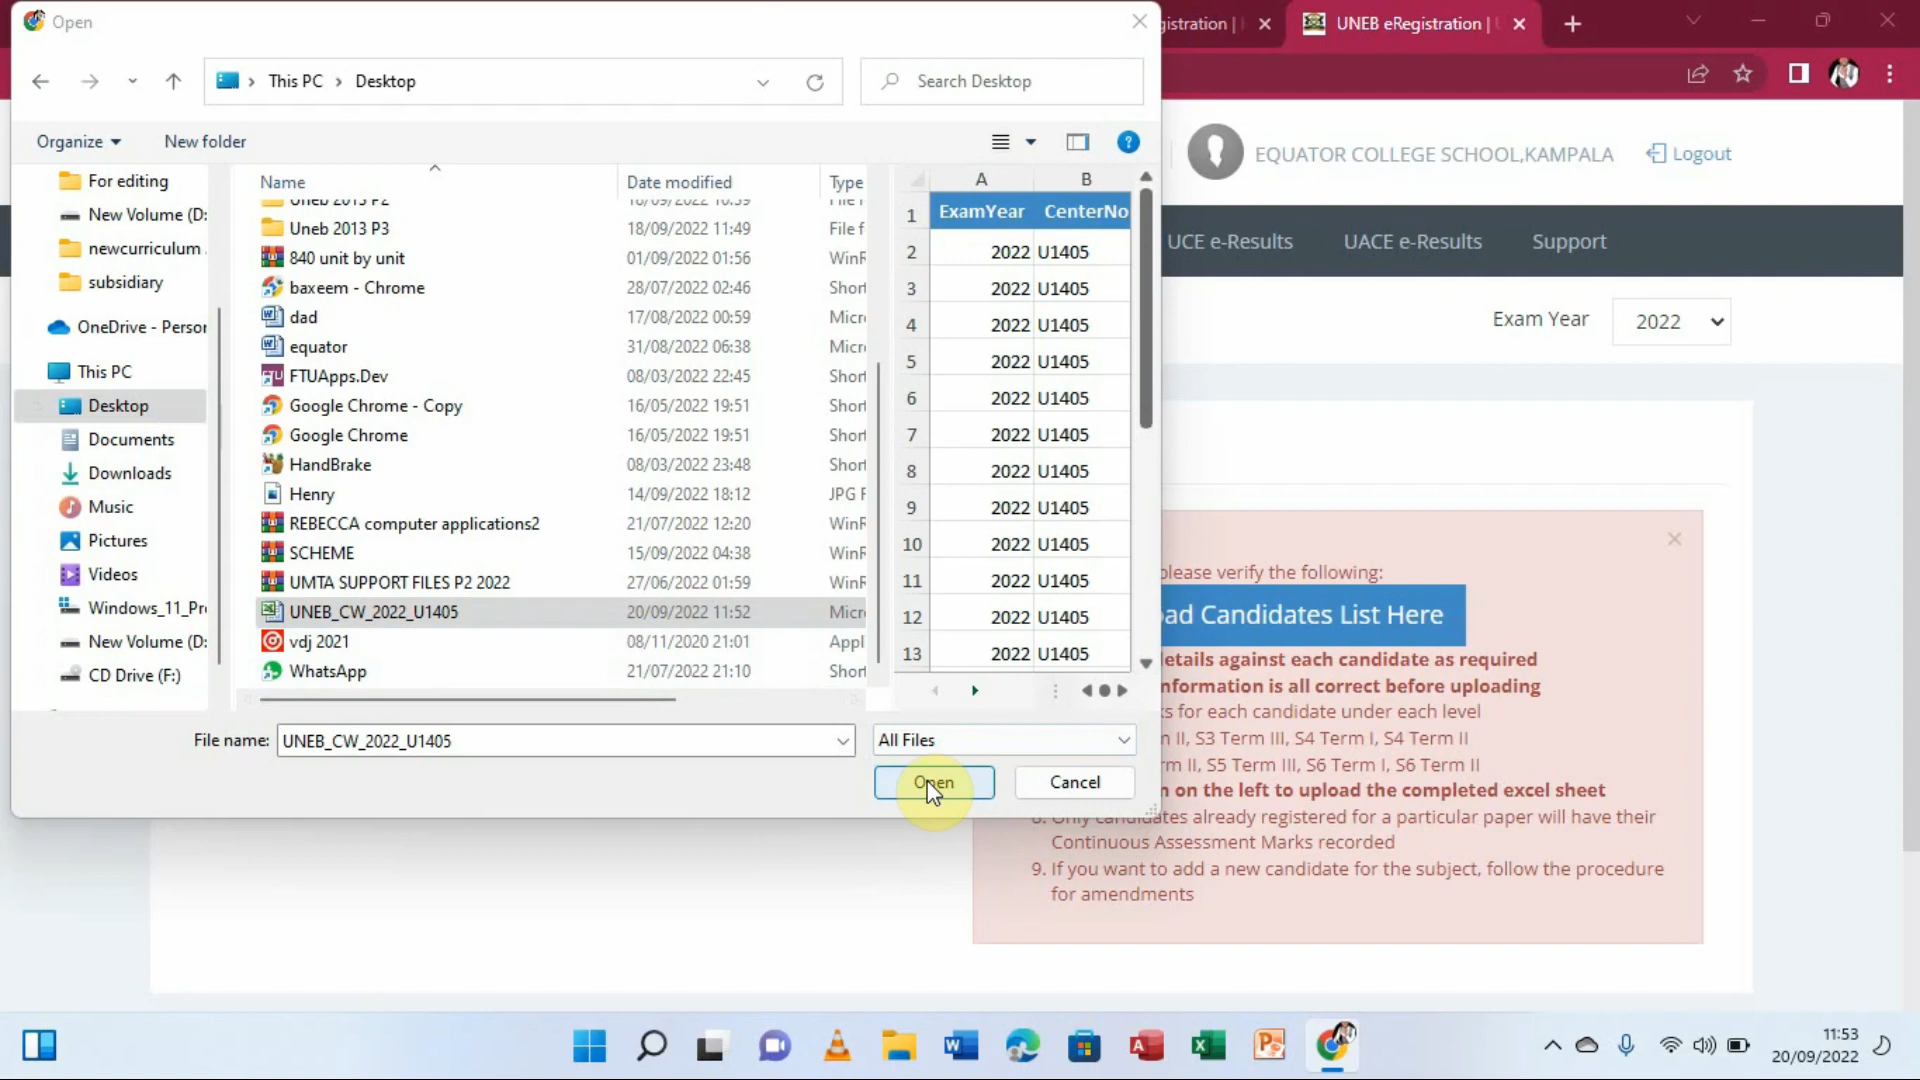 Open
gistration |
UNEB eRegistration |
This PC
Desktop
Search Desktop
Organize
New folder
EQUATOR COLLEGE SCHOOL,KAMPALA
Logout
UCE e-Results
UACE e-Results
Support
Exam Year
2022
For editing
New Volume (D:
newcurriculum
subsidiary
OneDrive - Person
This PC
Desktop
Documents
Downloads
Music
Pictures
Videos
Windows_11_Pr
New Volume (D:
CD Drive (F:)
Name Date modified Type
Uneb 2013 P2 18/09/2022 10:59 File f
Uneb 2013 P3 18/09/2022 11:49 File f
840 unit by unit 01/09/2022 01:56 WinR
baxeem - Chrome 28/07/2022 02:46 Short
dad 17/08/2022 00:59 Micr
equator 31/08/2022 06:38 Micr
FTUApps.Dev 08/03/2022 22:45 Short
Google Chrome - Copy 16/05/2022 19:51 Short
Google Chrome 16/05/2022 19:51 Short
HandBrake 08/03/2022 23:48 Short
Henry 14/09/2022 18:12 JPG F
REBECCA computer applications2 21/07/2022 12:20 WinR
SCHEME 15/09/2022 04:38 WinR
UMTA SUPPORT FILES P2 2022 27/06/2022 01:59 WinR
UNEB_CW_2022_U1405 20/09/2022 11:52 Micr
vdj 2021 08/11/2020 21:01 Appl
WhatsApp 21/07/2022 21:10 Short
A B
1 ExamYear CenterNo
2 2022 U1405
3 2022 U1405
4 2022 U1405
5 2022 U1405
6 2022 U1405
7 2022 U1405
8 2022 U1405
9 2022 U1405
10 2022 U1405
11 2022 U1405
12 2022 U1405
13 2022 U1405
File name: UNEB_CW_2022_U1405
All Files
Open
Cancel
please verify the following:
ad Candidates List Here
etails against each candidate as required
nformation is all correct before uploading
s for each candidate under each level
II, S3 Term III, S4 Term I, S4 Term II
m II, S5 Term III, S6 Term I, S6 Term II
n on the left to upload the completed excel sheet
8. Only candidates already registered for a particular paper will have their
Continuous Assessment Marks recorded
9. If you want to add a new candidate for the subject, follow the procedure
for amendments
11:53
20/09/2022